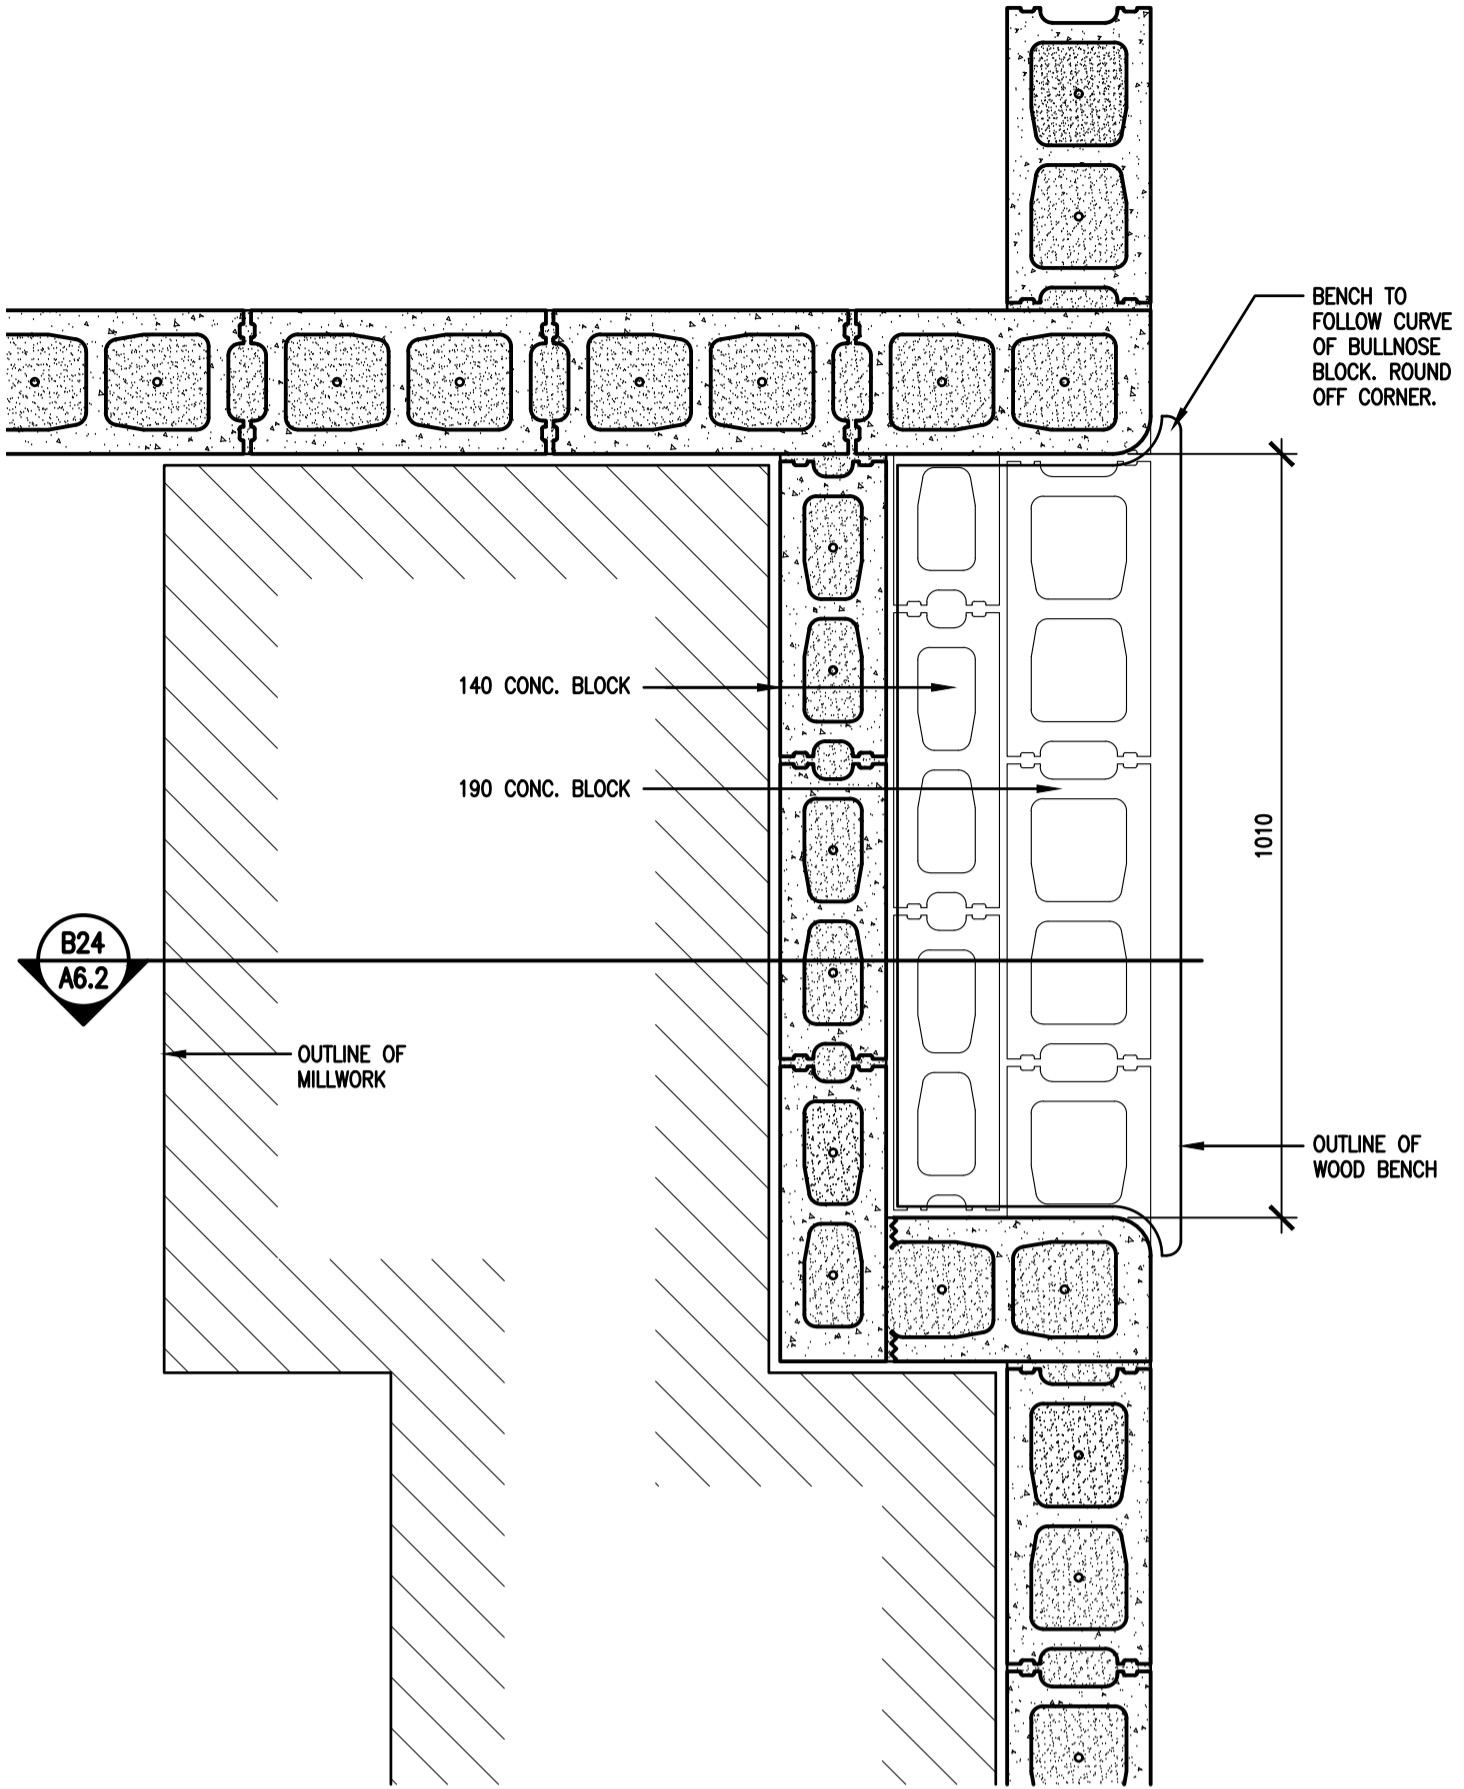 BENCH TO
FOLLOW CURVE
OF BULLNOSE
BLOCK. ROUND
OFF CORNER.
140 CONC. BLOCK
190 CONC. BLOCK
1010
B24
A6.2
OUTLINE OF
MILLWORK
OUTLINE OF
WOOD BENCH